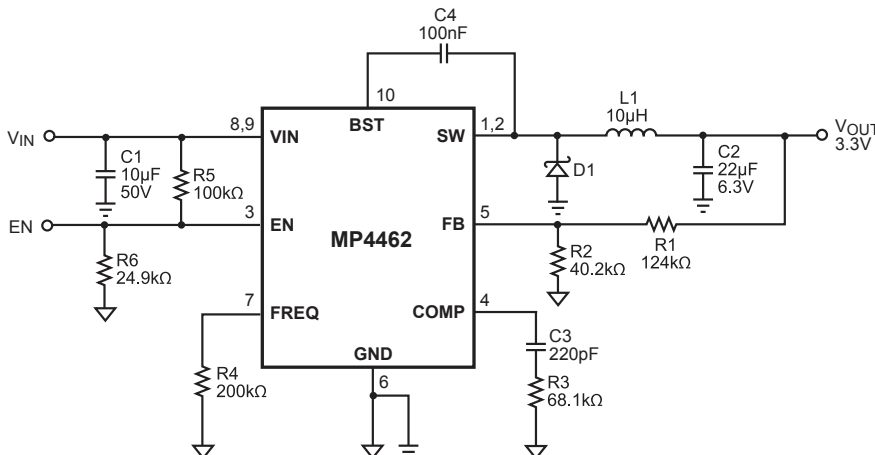 C4
100nF
10
BST
VIN
8,9
VIN
SW
1,2
L1
10µH
VOUT
3.3V
C1
10µF
50V
R5
100kΩ
D1
C2
22µF
6.3V
EN
3
EN
MP4462
FB
5
R1
124kΩ
R2
40.2kΩ
R6
24.9kΩ
7
FREQ
COMP
4
C3
220pF
GND
6
R4
200kΩ
R3
68.1kΩ